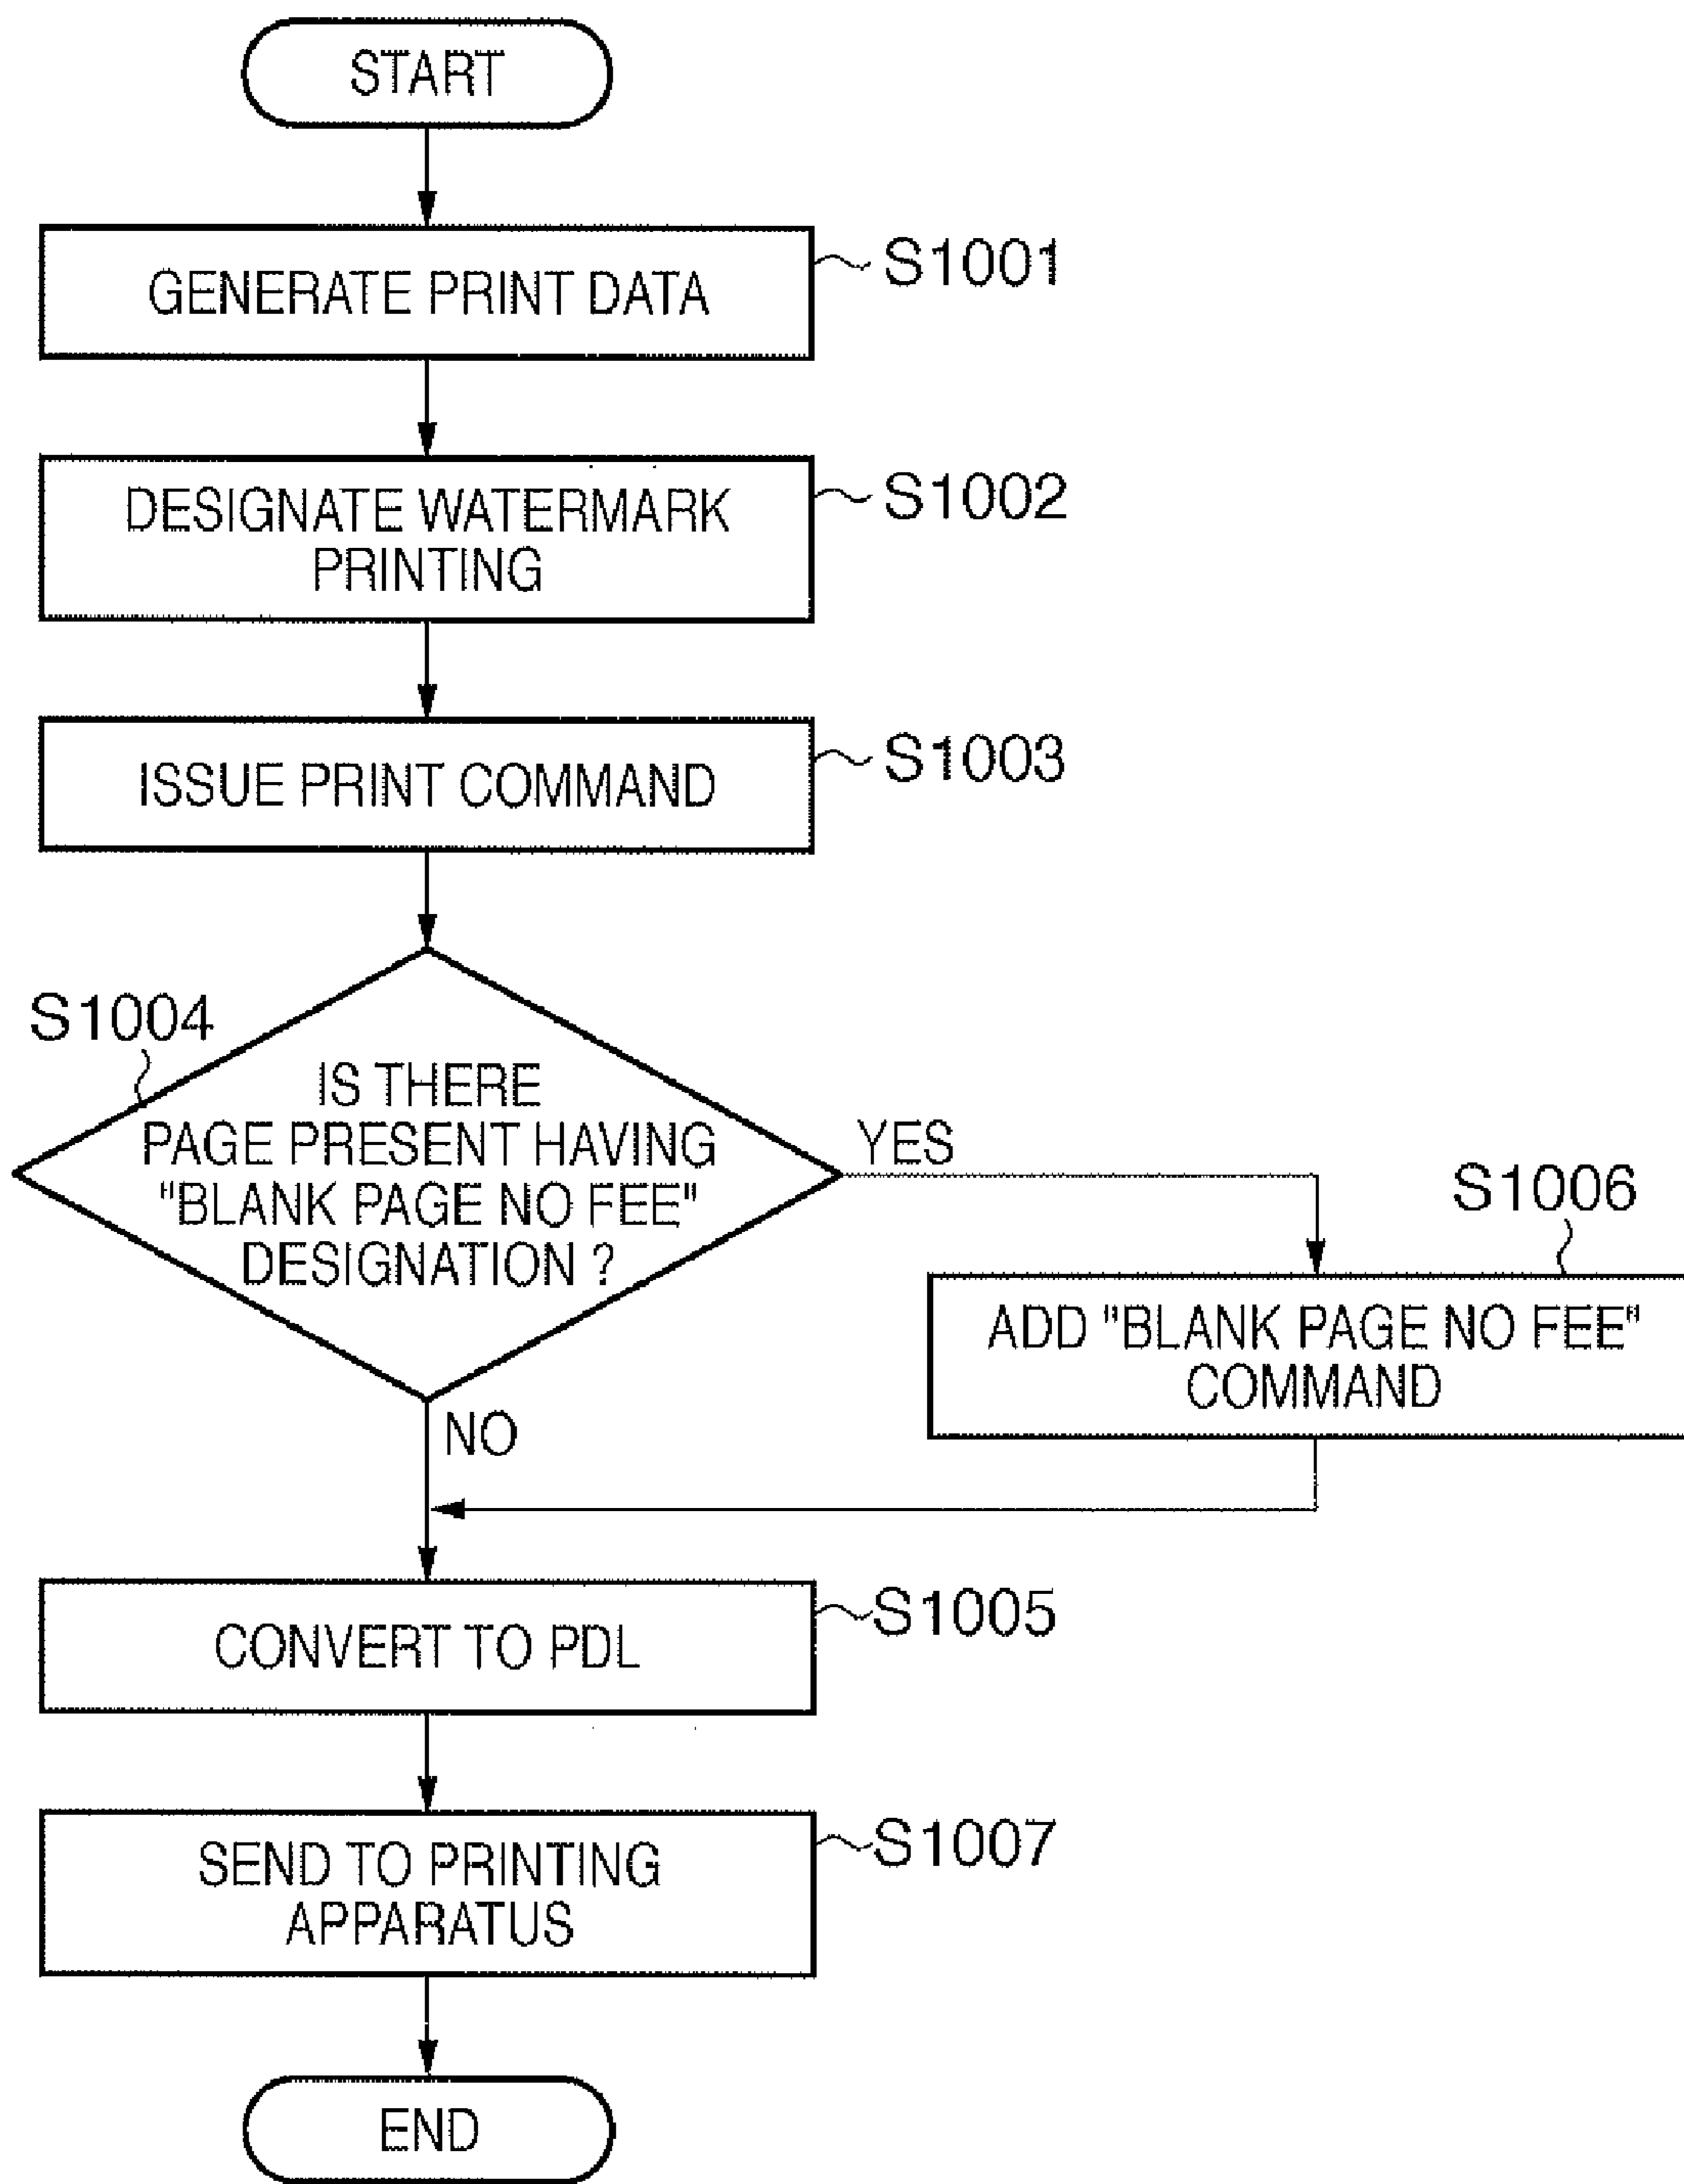 START
GENERATE PRINT DATA
S1001
DESIGNATE WATERMARK
PRINTING
S1002
ISSUE PRINT COMMAND
S1003
S1004
IS THERE
PAGE PRESENT HAVING
"BLANK PAGE NO FEE"
DESIGNATION ?
YES
S1006
ADD "BLANK PAGE NO FEE"
COMMAND
NO
CONVERT TO PDL
S1005
SEND TO PRINTING
APPARATUS
S1007
END